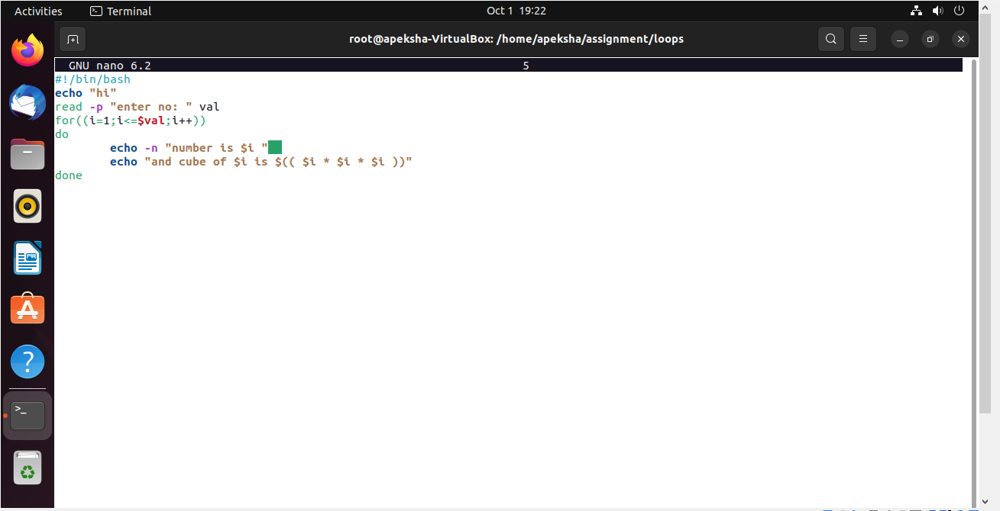 Activities Terminal Oct 1 19:22
root@apeksha-VirtualBox: /home/apeksha/assignment/loops
GNU nano 6.2 5
#!/bin/bash
echo "hi"
read -p "enter no: " val
for((i=1;i<=$val;i++))
do
echo -n "number is $i "
echo "and cube of $i is $(( $i * $i * $i ))"
done